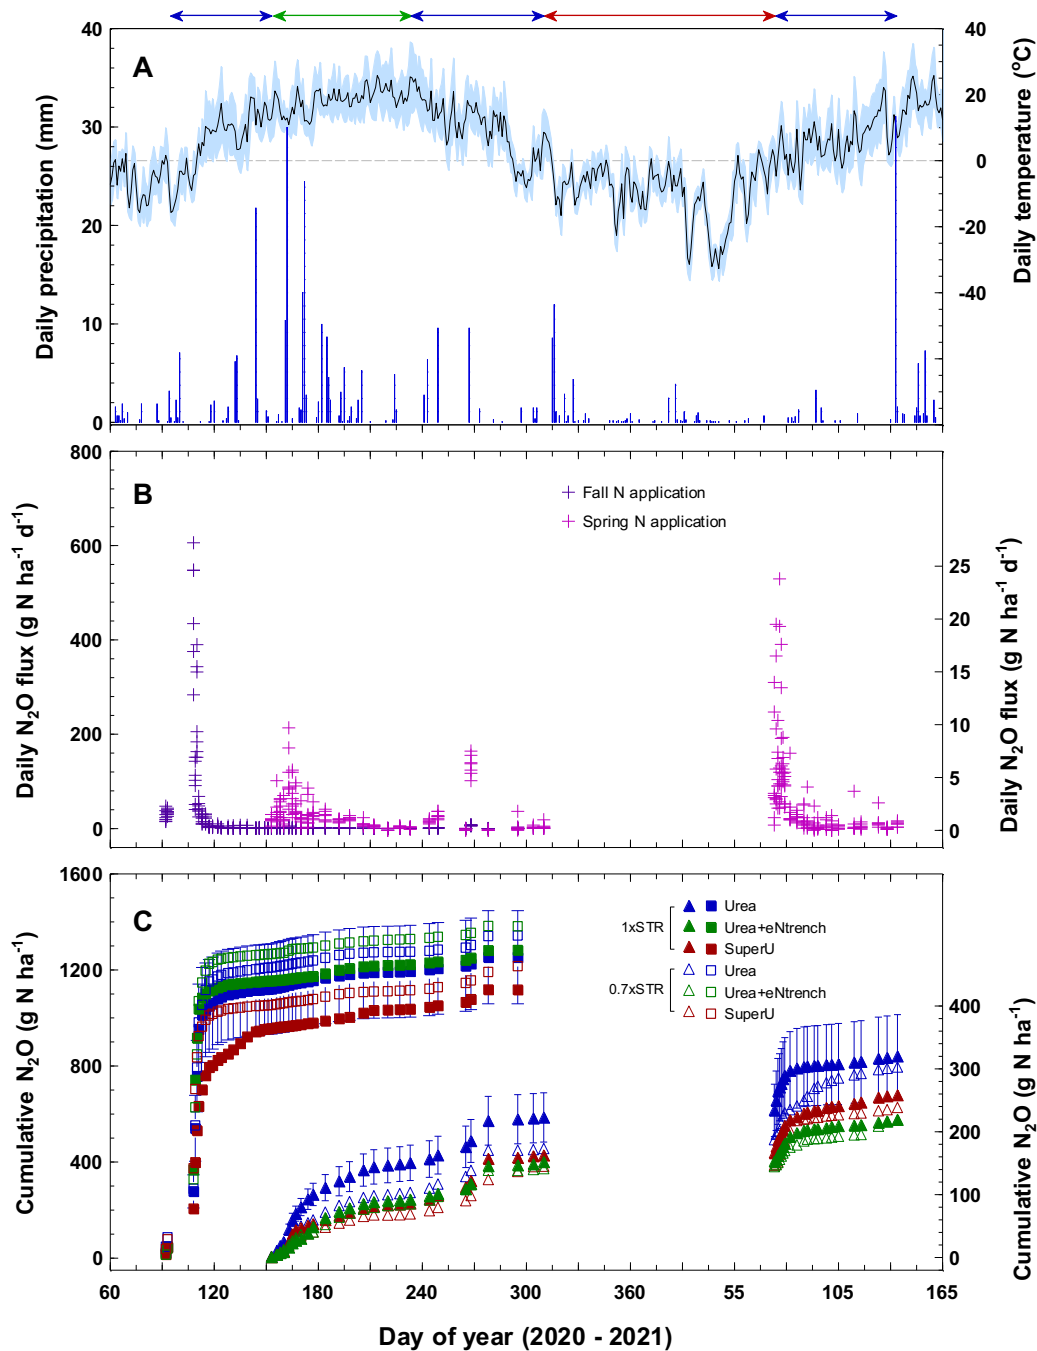 A
40
30
20
10
0
Daily precipitation (mm)
40
20
0
-20
-40
Daily temperature (°C)
B
800
600
400
200
0
Daily N₂O flux (g N ha⁻¹ d⁻¹)
Fall N application
Spring N application
25
20
15
10
5
0
Daily N₂O flux (g N ha⁻¹ d⁻¹)
C
1600
1200
800
400
0
Cumulative N₂O (g N ha⁻¹)
1xSTR
Urea
Urea+eNtrench
SuperU
0.7xSTR
Urea
Urea+eNtrench
SuperU
400
300
200
100
0
Cumulative N₂O (g N ha⁻¹)
60 120 180 240 300 360 55 105 165
Day of year (2020 - 2021)